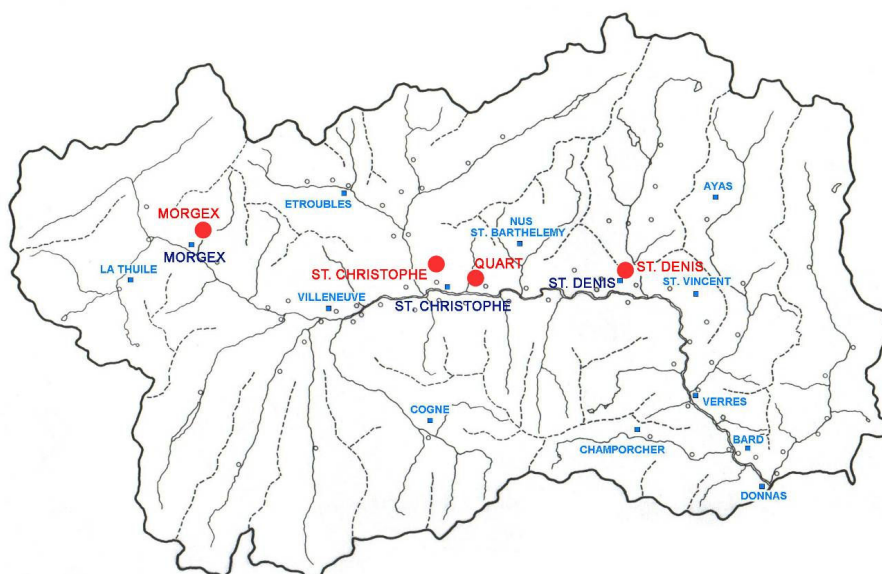 AYAS
ETROUBLES
MORGEX
NUS
ST. BARTHELEMY
MORGEX
LA THUILE
ST. CHRISTOPHE
QUART
ST. DENIS
ST. DENIS
ST. VINCENT
VILLENEUVE
ST. CHRISTOPHE
VERRES
COGNE
BARD
CHAMPORCHER
DONNAS